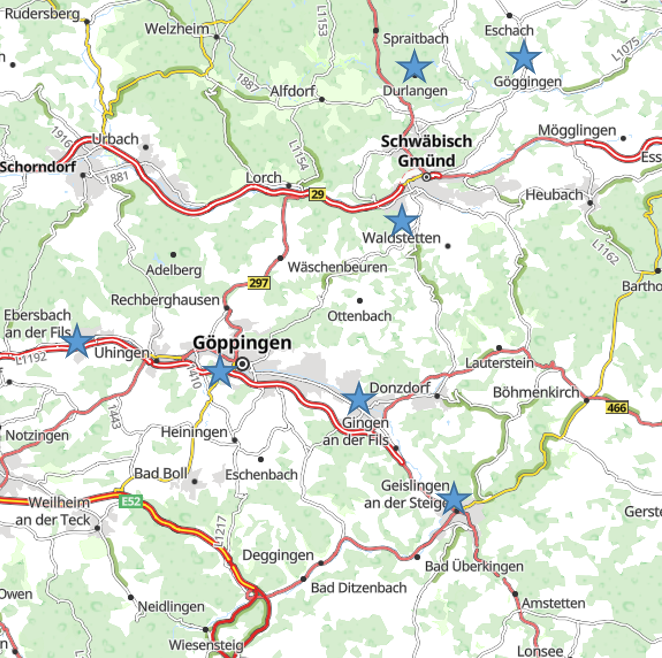 Rudersberg
Welzheim
L1153
Spraitbach
Eschach
L1075
Durlangen
Göggingen
1887
Alfdorf
1916
Urbach
L1154
Schwäbisch
Gmünd
Mögglingen
Ess
Schorndorf
1881
Lorch
29
Heubach
Waldstetten
L1162
Adelberg
Wäschenbeuren
Bartho
297
Rechberghausen
Ottenbach
Ebersbach
an der Fils
Göppingen
L1192
Uhingen
1410
Lauterstein
Donzdorf
Böhmenkirch
466
1443
Gingen
an der Fils
Notzingen
Heiningen
Bad Boll
Eschenbach
Geislingen
an der Steige
Weilheim
an der Teck
E52
Gerste
L1217
Deggingen
Bad Überkingen
Owen
Neidlingen
Bad Ditzenbach
Amstetten
Wiesensteig
Lonsee